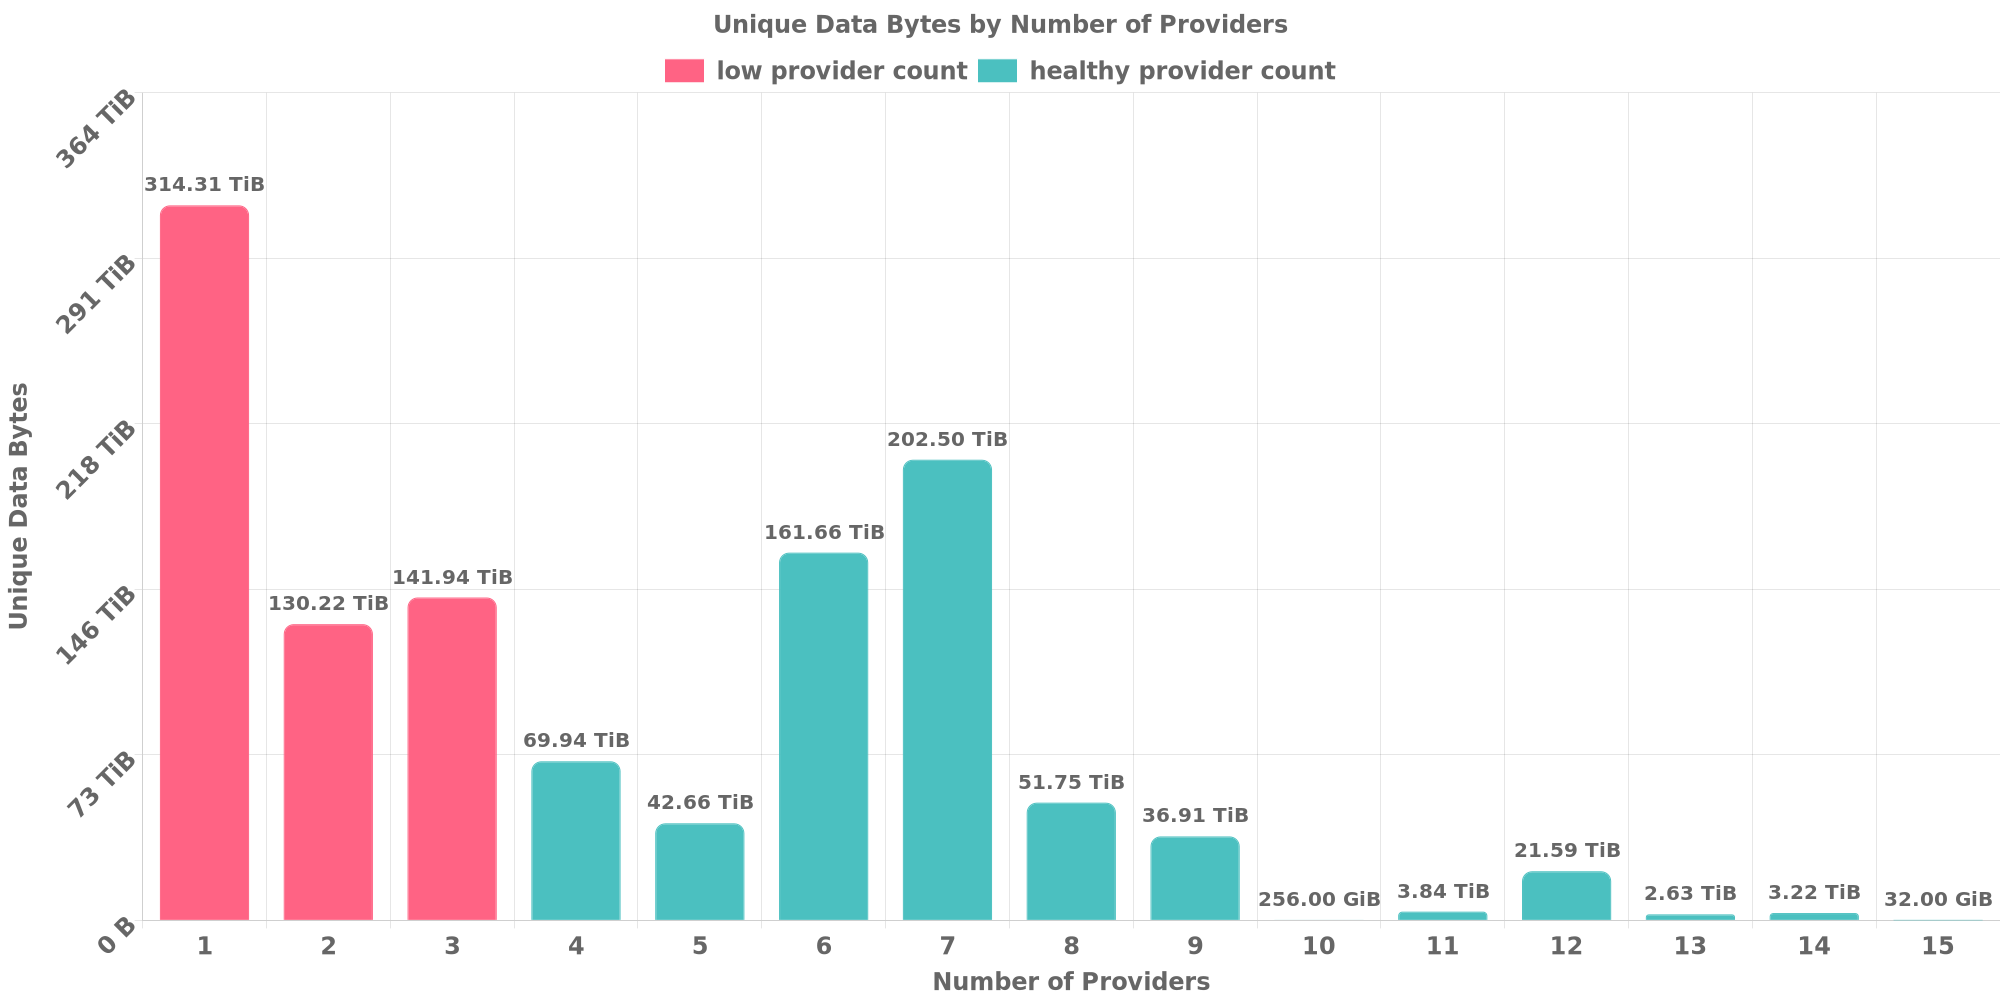 Unique Data Bytes by Number of Providers
low provider count healthy provider count
364 TiB
291 TiB
218 TiB
146 TiB
73 TiB
0 B
Unique Data Bytes
314.31 TiB
130.22 TiB
141.94 TiB
69.94 TiB
42.66 TiB
161.66 TiB
202.50 TiB
51.75 TiB
36.91 TiB
256.00 GiB
3.84 TiB
21.59 TiB
2.63 TiB
3.22 TiB
32.00 GiB
1 2 3 4 5 6 7 8 9 10 11 12 13 14 15
Number of Providers